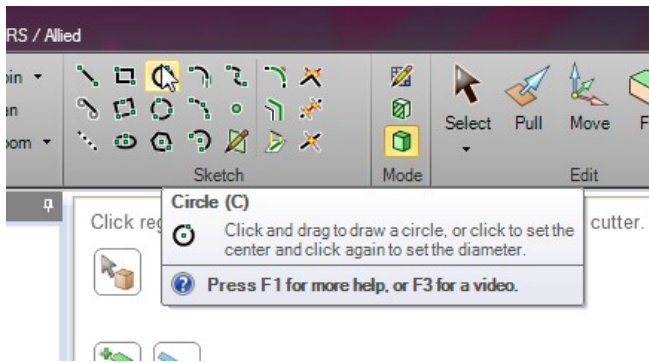 RS / Allied
Select
Pull
Move
Sketch
Mode
Edit
Circle (C)
Click and drag to draw a circle, or click to set the
center and click again to set the diameter.
cutter.
Press F1 for more help, or F3 for a video.